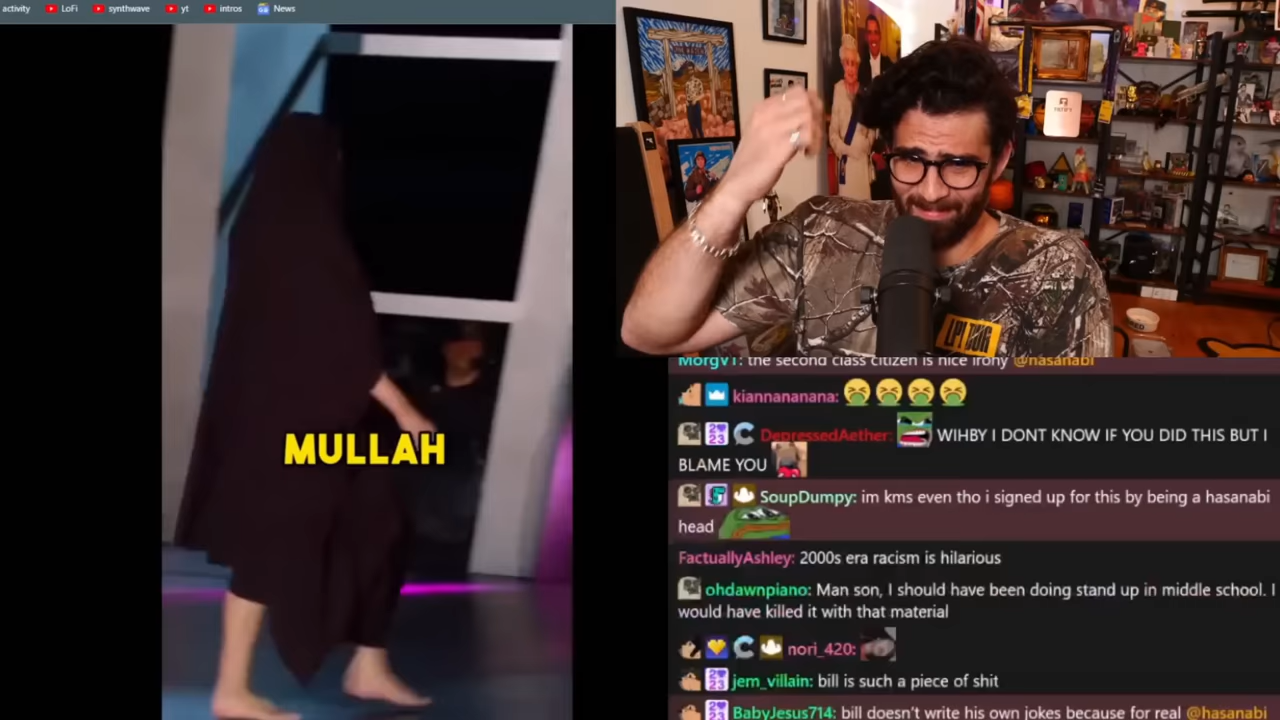 activity
LoFi
synthwave
yt
intros
News
MULLAH
MorgVT: the second class citizen is nice irony @hasanabi
kiannananana:
DepressedAether: WIHBY I DONT KNOW IF YOU DID THIS BUT I
BLAME YOU
SoupDumpy: im kms even tho i signed up for this by being a hasanabi
head
FactuallyAshley: 2000s era racism is hilarious
ohdawnpiano: Man son, I should have been doing stand up in middle school. I
would have killed it with that material
nori_420:
jem_villain: bill is such a piece of shit
BabyJesus714: bill doesn't write his own jokes because for real @hasanabi